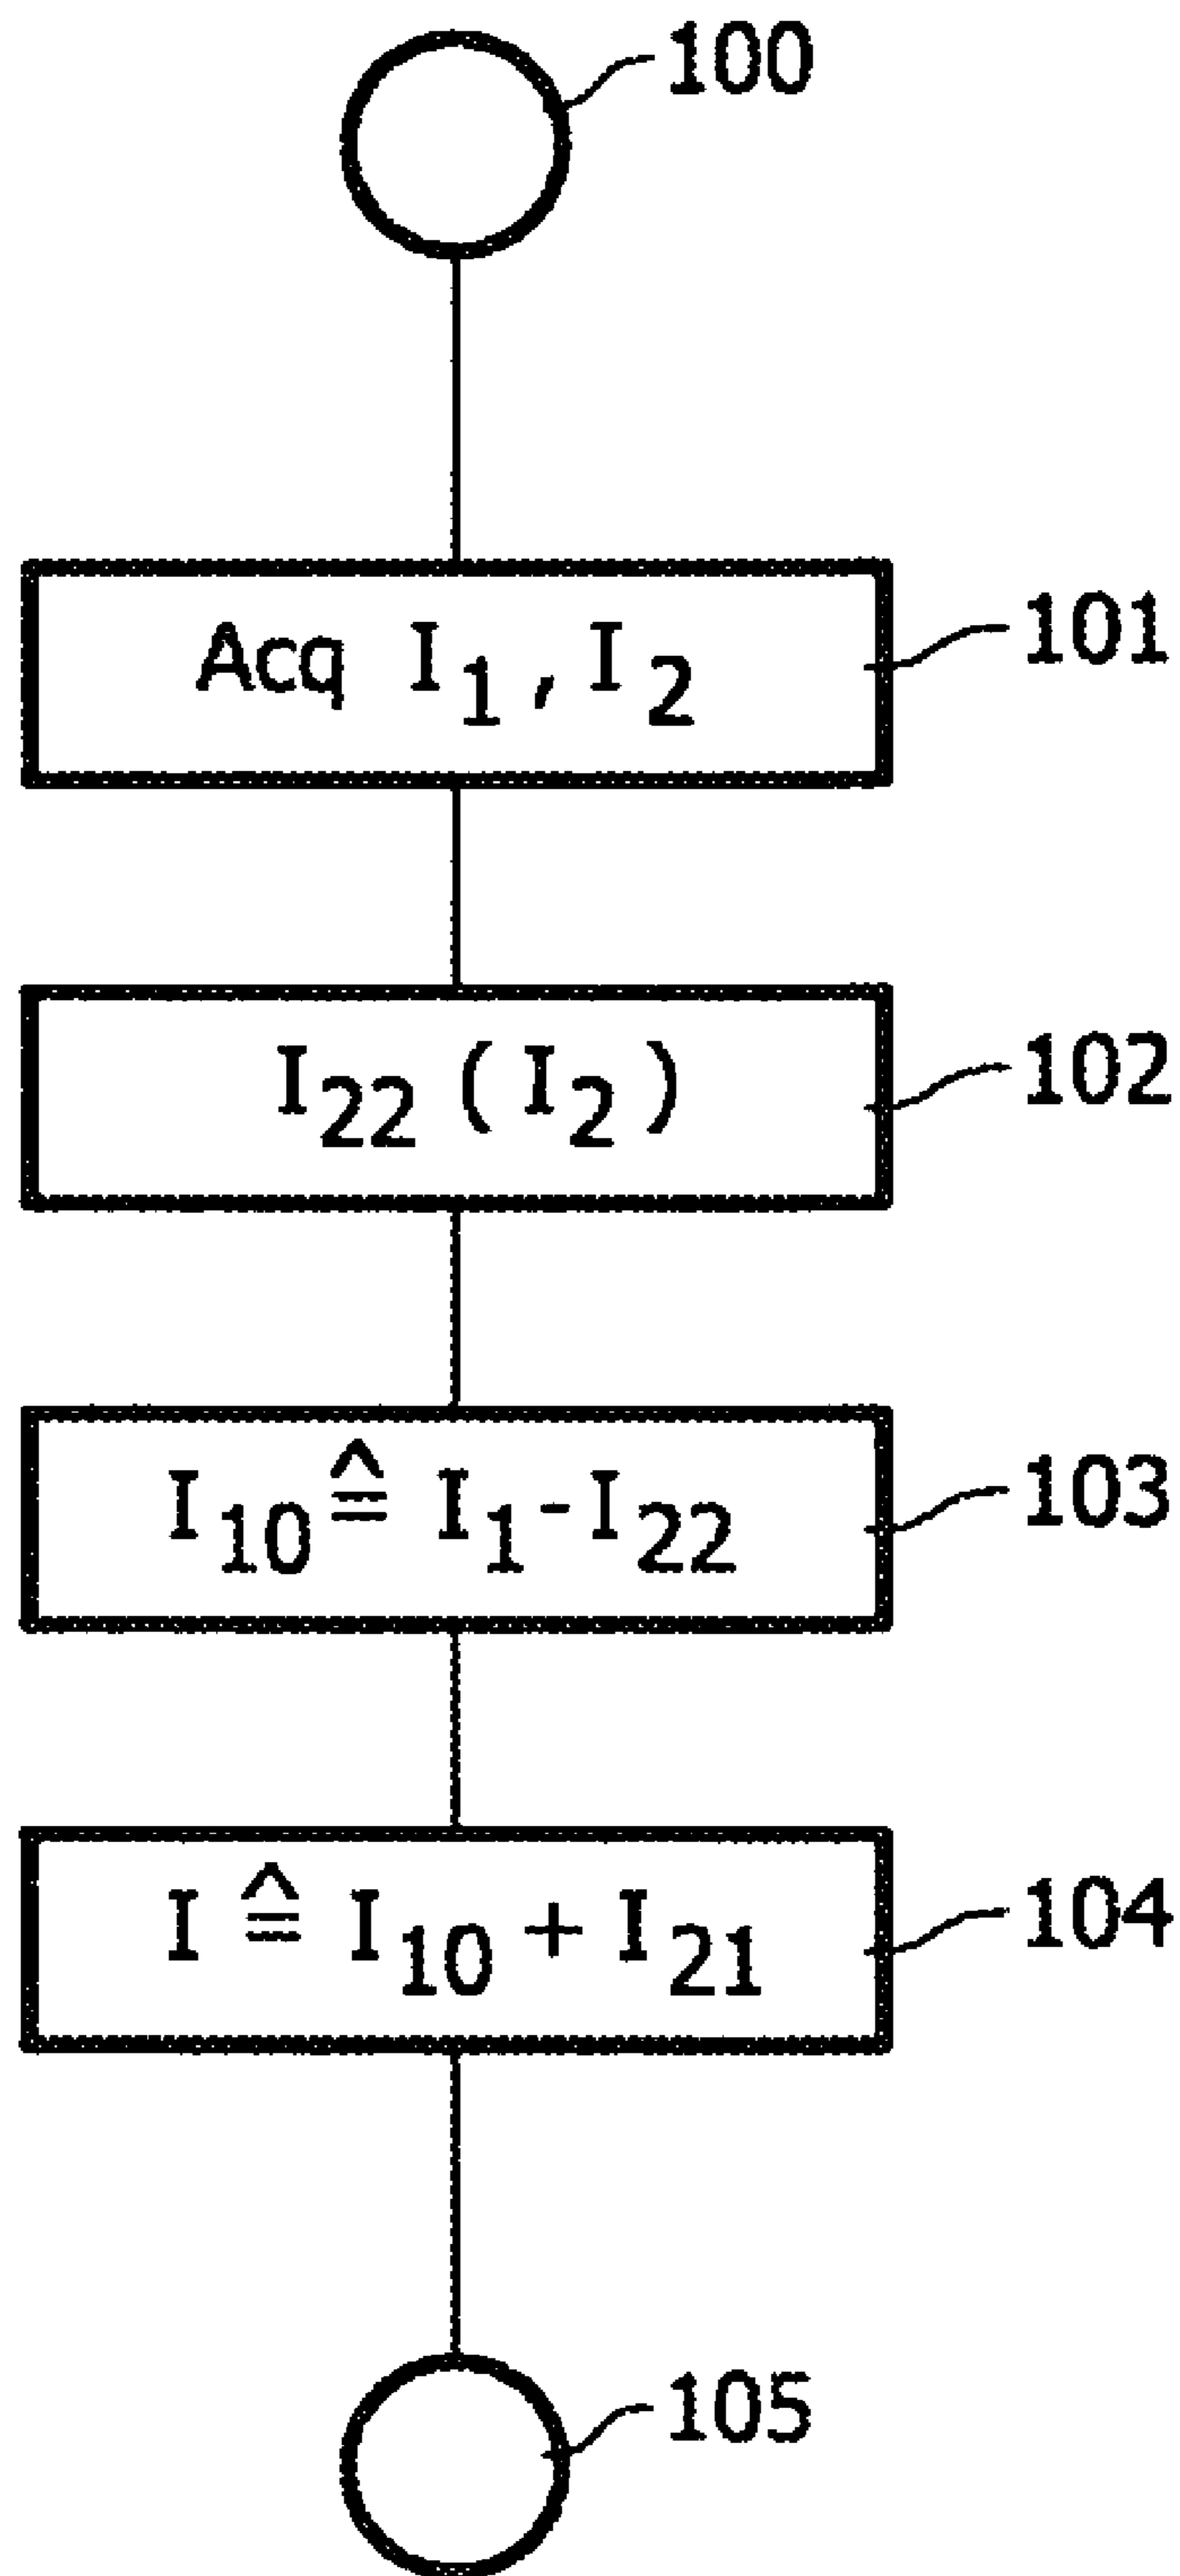 100
Acq I₁, I₂
101
I₂₂ (I₂)
102
I₁₀ ≙ I₁ - I₂₂
103
I ≙ I₁₀ + I₂₁
104
105